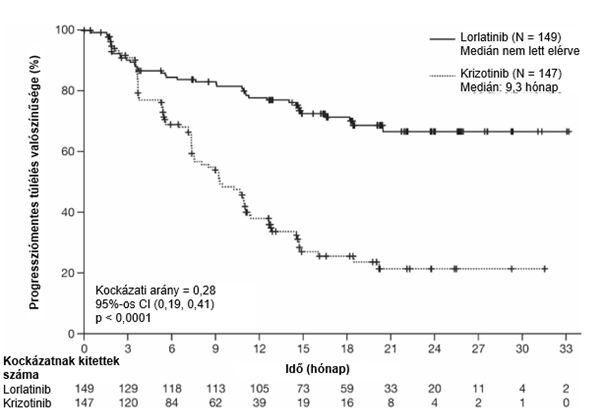 Progressziómentes túlélés valószínűsége (%)
100
80
60
40
20
0
Lorlatinib (N = 149)
Medián nem lett elérve
Krizotinib (N = 147)
Medián: 9,3 hónap
Kockázati arány = 0,28
95%-os CI (0,19, 0,41)
p < 0,0001
0 3 6 9 12 15 18 21 24 27 30 33
Idő (hónap)
Kockázatnak kitettek
száma
Lorlatinib 149 129 118 113 105 73 59 33 20 11 4 2
Krizotinib 147 120 84 62 39 19 16 8 4 2 1 0